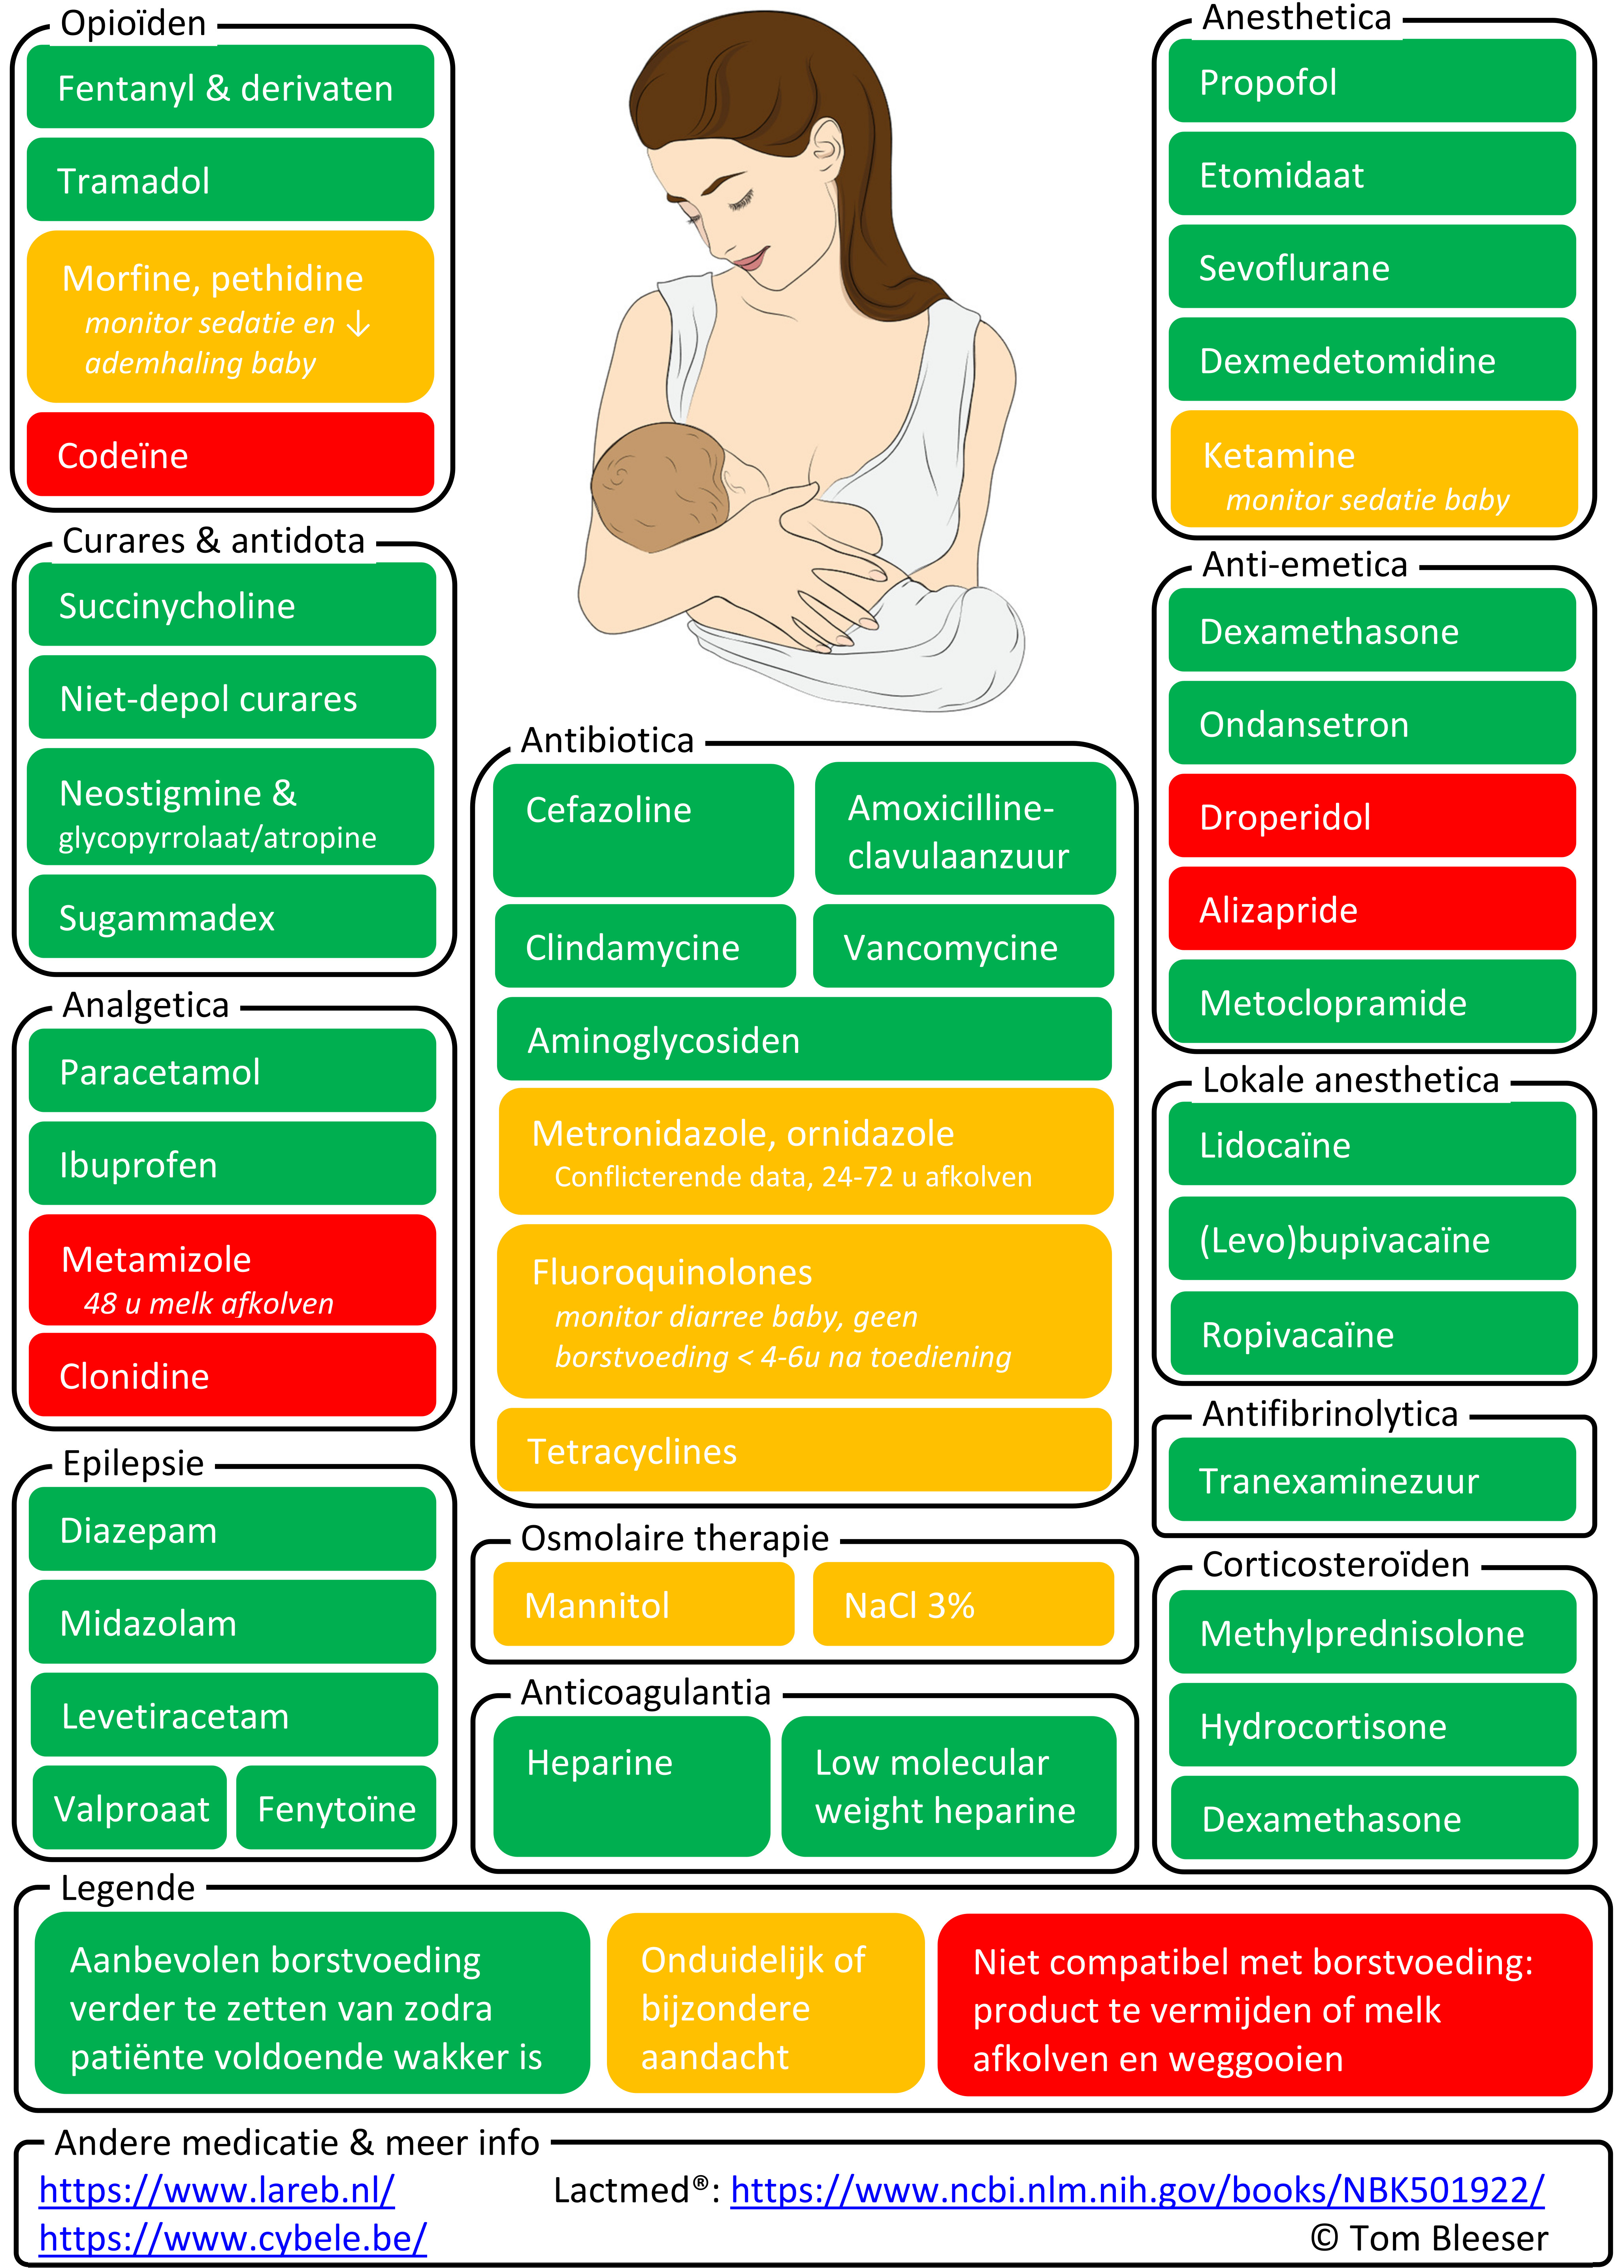 Opioïden
Fentanyl & derivaten
Tramadol
Morfine, pethidine
monitor sedatie en ↓
ademhaling baby
Codeïne
Curares & antidota
Succinycholine
Niet-depol curares
Neostigmine &
glycopyrrolaat/atropine
Sugammadex
Analgetica
Paracetamol
Ibuprofen
Metamizole
48 u melk afkolven
Clonidine
Epilepsie
Diazepam
Midazolam
Levetiracetam
Valproaat
Fenytoïne
Antibiotica
Cefazoline
Amoxicilline-
clavulaanzuur
Clindamycine
Vancomycine
Aminoglycosiden
Metronidazole, ornidazole
Conflicterende data, 24-72 u afkolven
Fluoroquinolones
monitor diarree baby, geen
borstvoeding < 4-6u na toediening
Tetracyclines
Osmolaire therapie
Mannitol
NaCl 3%
Anticoagulantia
Heparine
Low molecular
weight heparine
Anesthetica
Propofol
Etomidaat
Sevoflurane
Dexmedetomidine
Ketamine
monitor sedatie baby
Anti-emetica
Dexamethasone
Ondansetron
Droperidol
Alizapride
Metoclopramide
Lokale anesthetica
Lidocaïne
(Levo)bupivacaïne
Ropivacaïne
Antifibrinolytica
Tranexaminezuur
Corticosteroïden
Methylprednisolone
Hydrocortisone
Dexamethasone
Legende
Aanbevolen borstvoeding
verder te zetten van zodra
patiënte voldoende wakker is
Onduidelijk of
bijzondere
aandacht
Niet compatibel met borstvoeding:
product te vermijden of melk
afkolven en weggooien
Andere medicatie & meer info
https://www.lareb.nl/
Lactmed®: https://www.ncbi.nlm.nih.gov/books/NBK501922/
https://www.cybele.be/
© Tom Bleeser